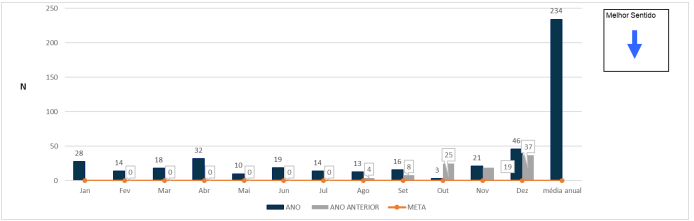 250
200
150
100
50
0
N
28 14 0 18 0 32 0 10 0 19 0 14 0 13 4 16 8 3 25 21 19 46 37 234
Jan Fev Mar Abr Mai Jun Jul Ago Set Out Nov Dez média anual
ANO ANO ANTERIOR META
Melhor Sentido